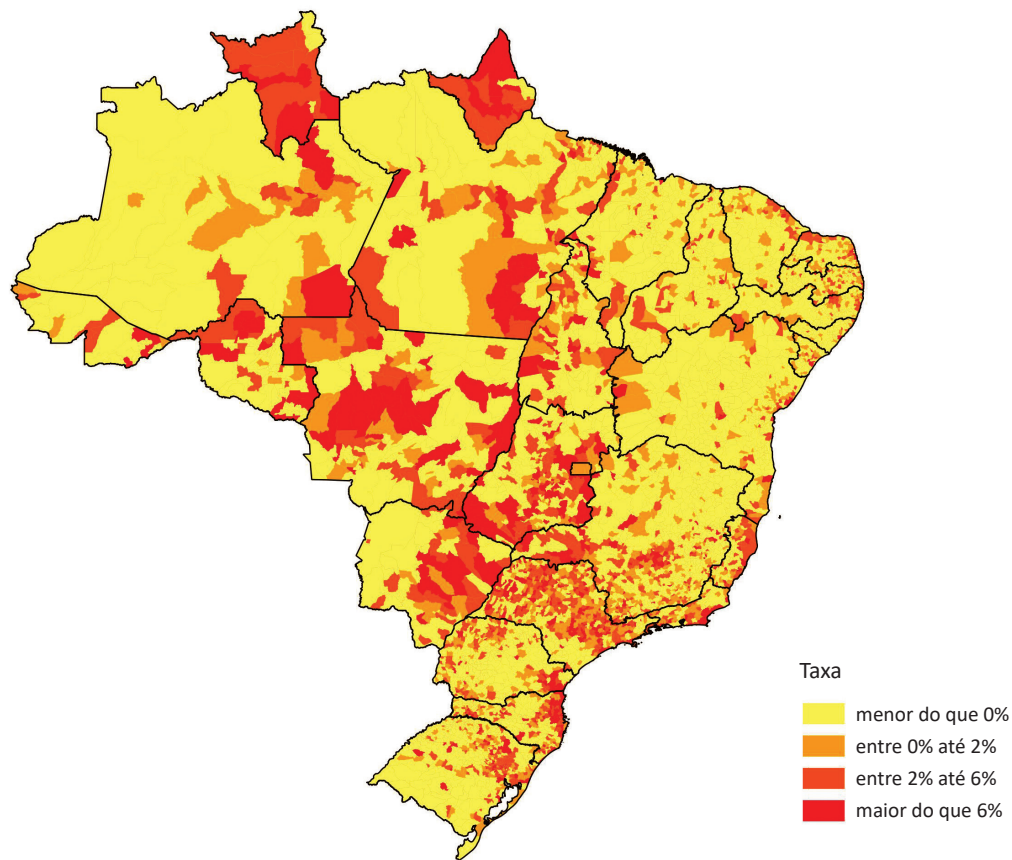 Taxa
menor do que 0%
entre 0% até 2%
entre 2% até 6%
maior do que 6%